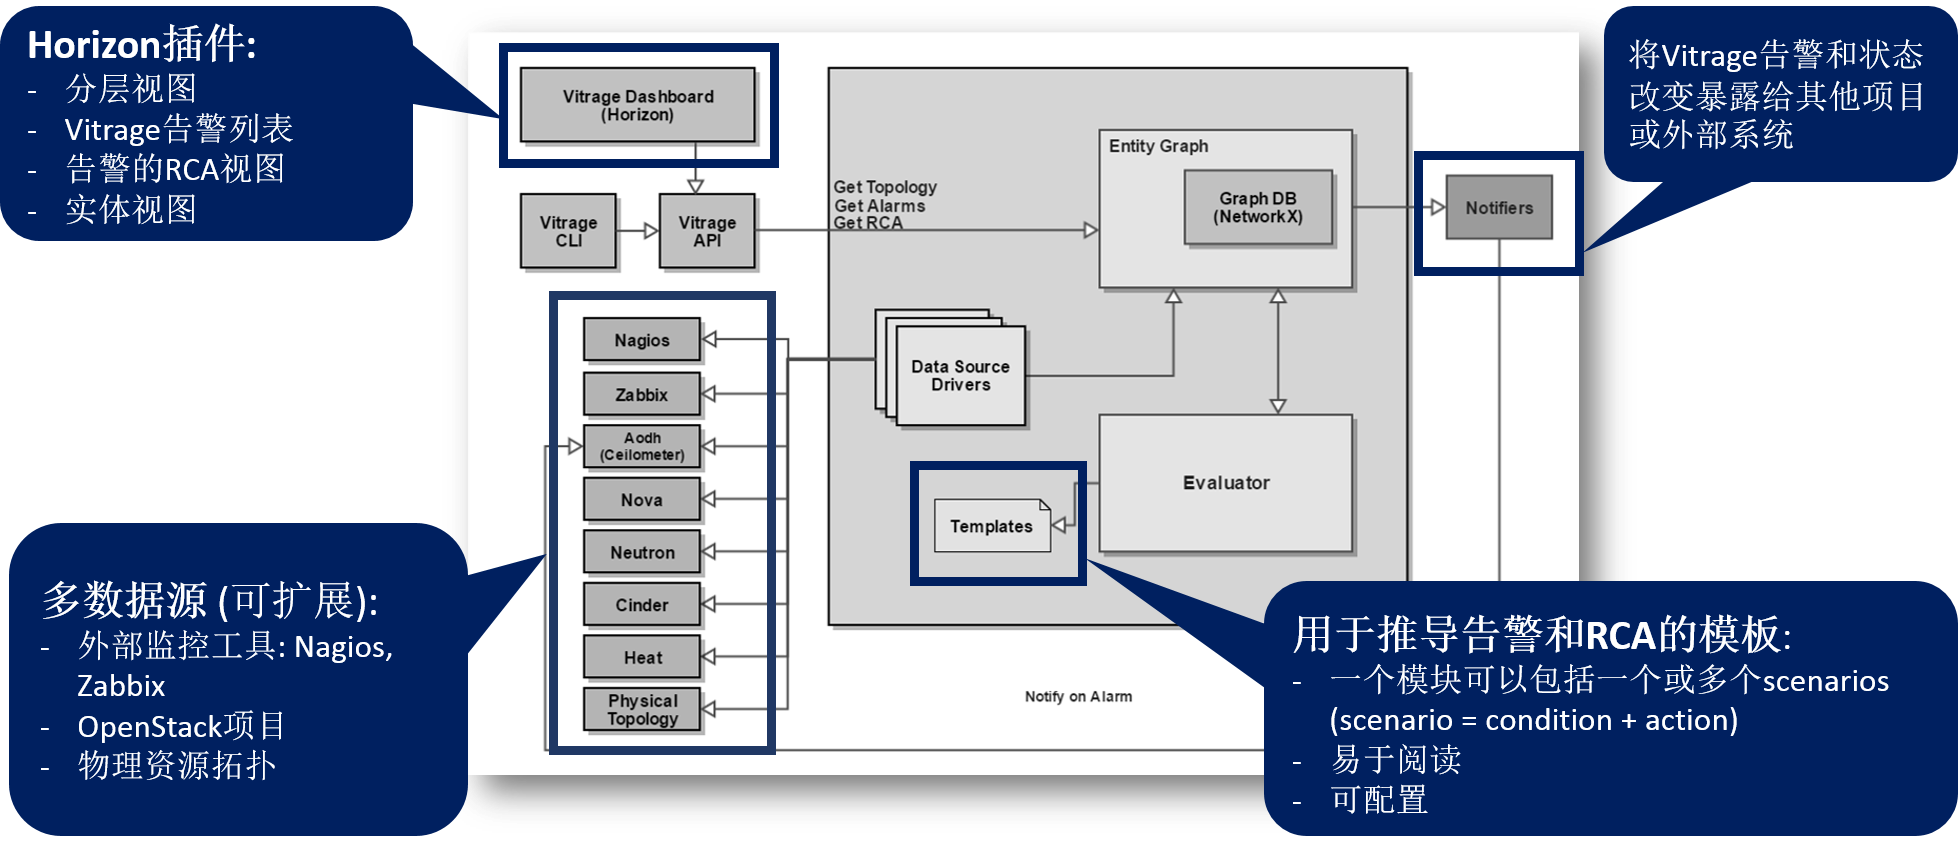 Horizon插件:
- 分层视图
- Vitrage告警列表
- 告警的RCA视图
- 实体视图
Vitrage Dashboard
(Horizon)
Vitrage
CLI
Vitrage
API
Get Topology
Get Alarms
Get RCA
Entity Graph
Graph DB
(NetworkX)
Notifiers
将Vitrage告警和状态
改变暴露给其他项目
或外部系统
Nagios
Zabbix
Aodh
(Ceilometer)
Nova
Neutron
Cinder
Heat
Physical
Topology
Data Source
Drivers
Templates
Evaluator
Notify on Alarm
多数据源 (可扩展):
- 外部监控工具: Nagios,
Zabbix
- OpenStack项目
- 物理资源拓扑
用于推导告警和RCA的模板:
- 一个模块可以包括一个或多个scenarios
(scenario = condition + action)
- 易于阅读
- 可配置